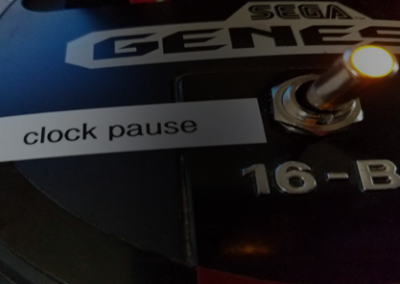 SEGA
GENES
clock pause
16-B